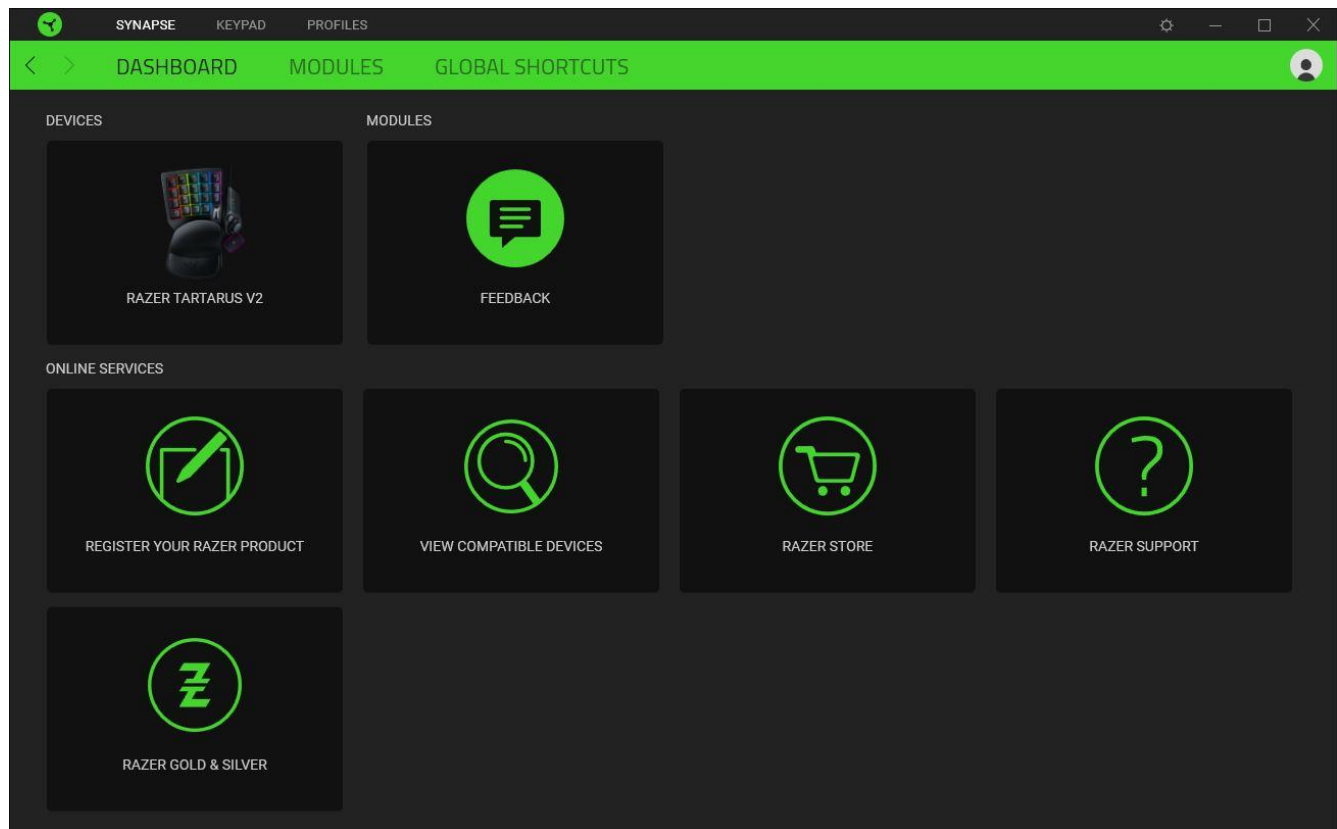 SYNAPSE KEYPAD PROFILES
DASHBOARD MODULES GLOBAL SHORTCUTS
DEVICES MODULES
RAZER TARTARUS V2 FEEDBACK
ONLINE SERVICES
REGISTER YOUR RAZER PRODUCT VIEW COMPATIBLE DEVICES RAZER STORE RAZER SUPPORT
RAZER GOLD & SILVER